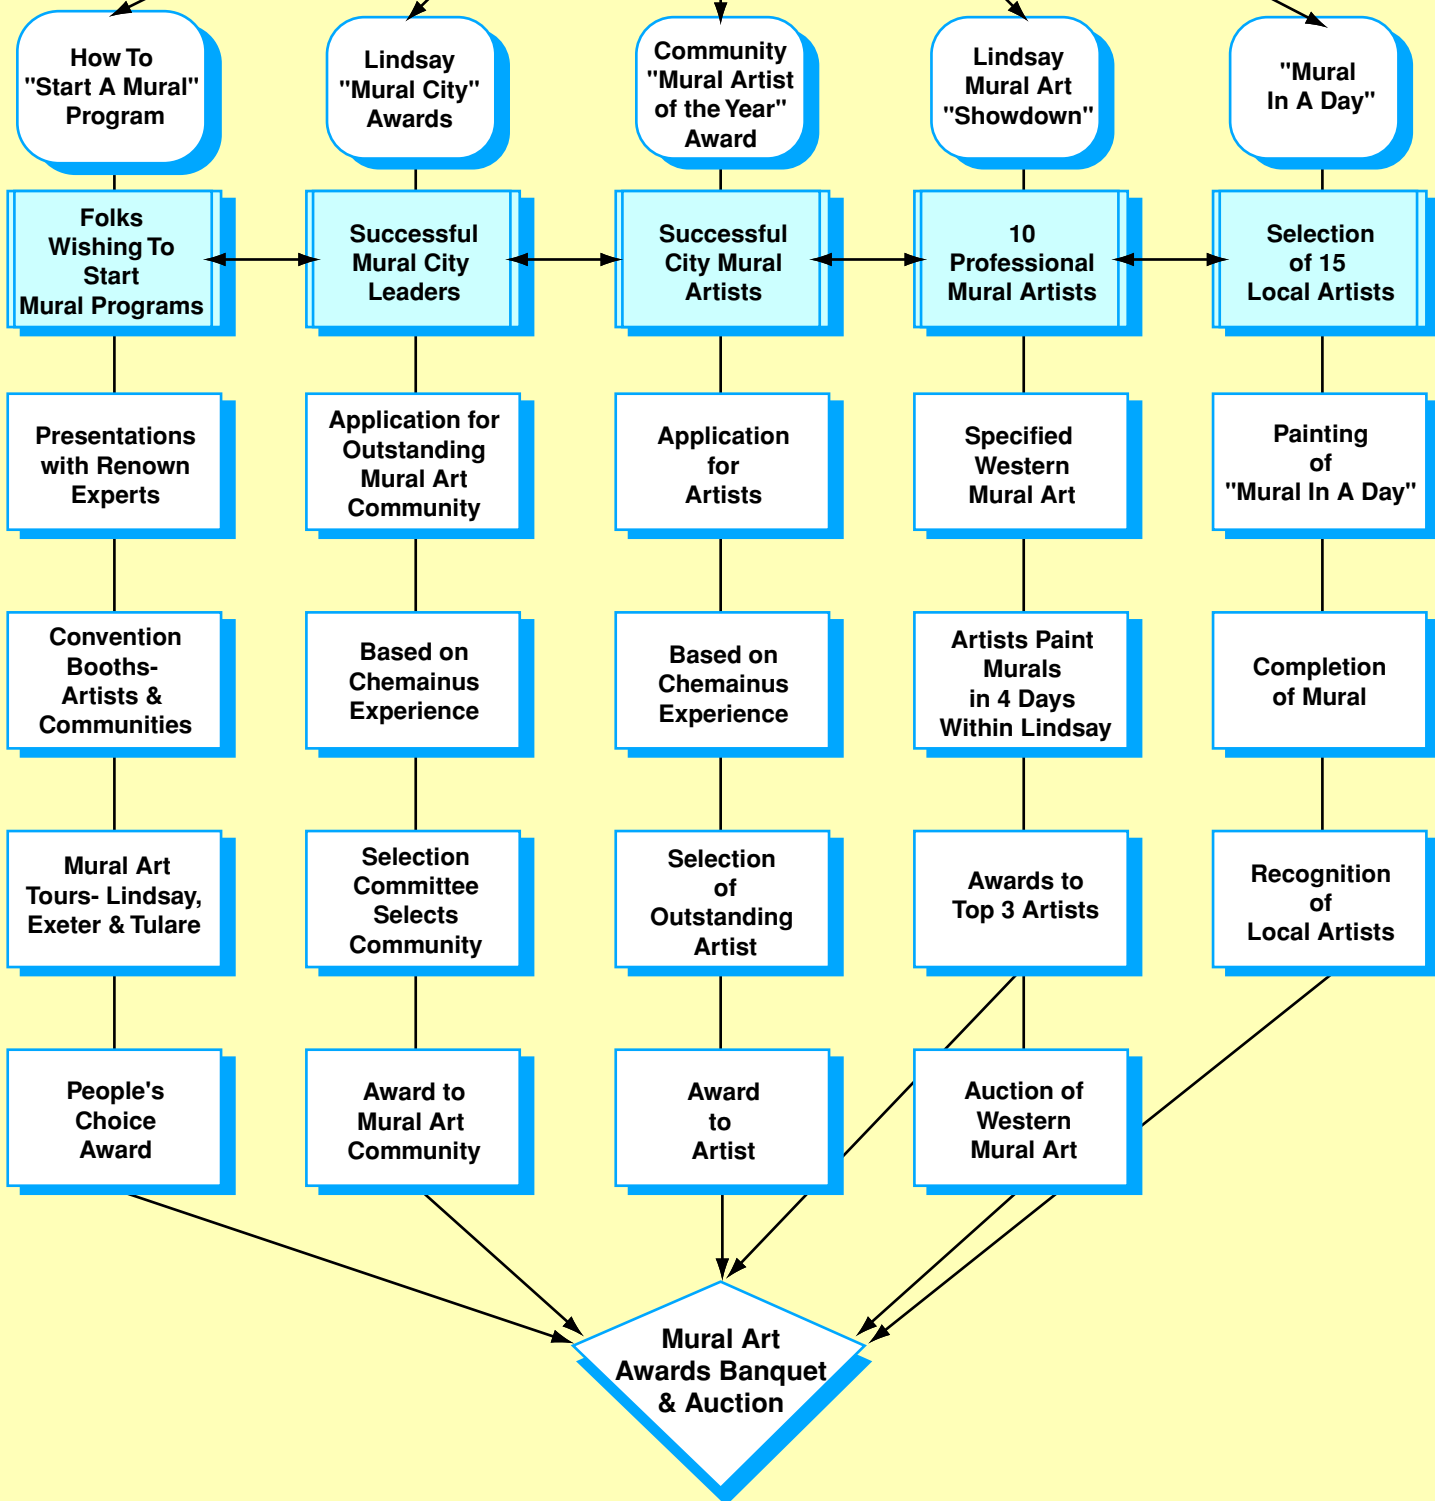 How To
"Start A Mural"
Program
Lindsay
"Mural City"
Awards
Community
"Mural Artist
of the Year"
Award
Lindsay
Mural Art
"Showdown"
"Mural
In A Day"
Folks
Wishing To
Start
Mural Programs
Successful
Mural City
Leaders
Successful
City Mural
Artists
10
Professional
Mural Artists
Selection
of 15
Local Artists
Presentations
with Renown
Experts
Application for
Outstanding
Mural Art
Community
Application
for
Artists
Specified
Western
Mural Art
Painting
of
"Mural In A Day"
Convention
Booths-
Artists &
Communities
Based on
Chemainus
Experience
Based on
Chemainus
Experience
Artists Paint
Murals
in 4 Days
Within Lindsay
Completion
of Mural
Mural Art
Tours- Lindsay,
Exeter & Tulare
Selection
Committee
Selects
Community
Selection
of
Outstanding
Artist
Awards to
Top 3 Artists
Recognition
of
Local Artists
People's
Choice
Award
Award to
Mural Art
Community
Award
to
Artist
Auction of
Western
Mural Art
Mural Art
Awards Banquet
& Auction